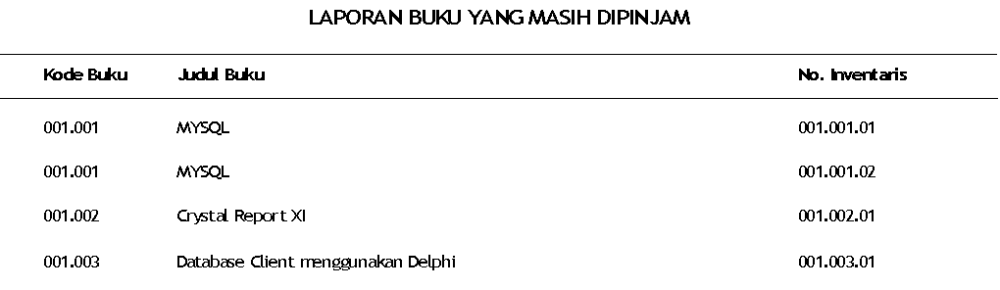 LAPORAN BUKU YANG MASIH DIPINJAM
Kode Buku Judul Buku No. Inventaris
001.001 MYSQL 001.001.01
001.001 MYSQL 001.001.02
001.002 Crystal Report XI 001.002.01
001.003 Database Client menggunakan Delphi 001.003.01